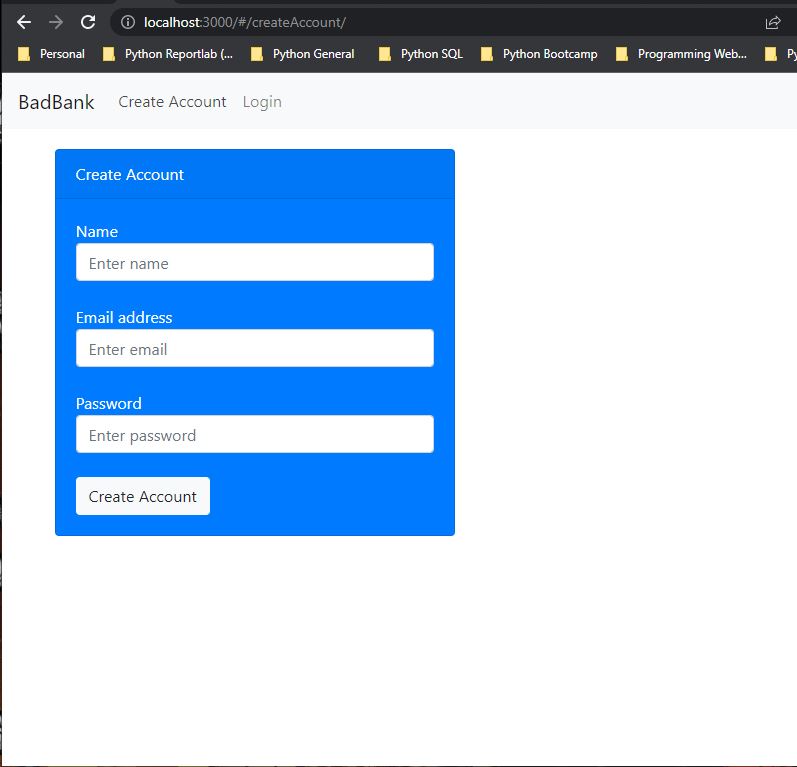 localhost:3000/#/createAccount/
Personal Python Reportlab (... Python General Python SQL Python Bootcamp Programming Web... Py
BadBank Create Account Login
Create Account
Name
Enter name
Email address
Enter email
Password
Enter password
Create Account